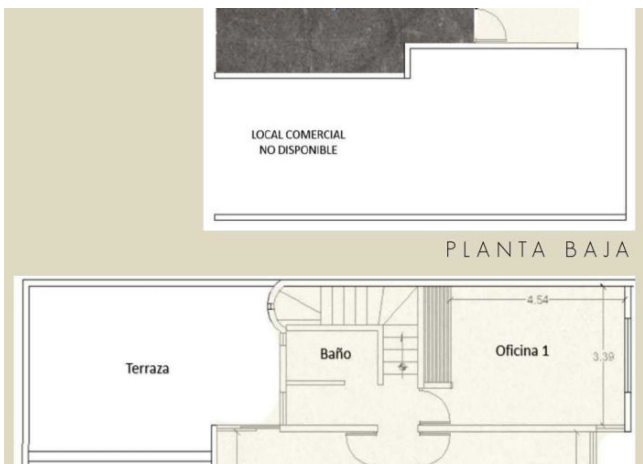 LOCAL COMERCIAL
NO DISPONIBLE
PLANTA BAJA
4.54
Terraza
Baño
Oficina 1
3.39